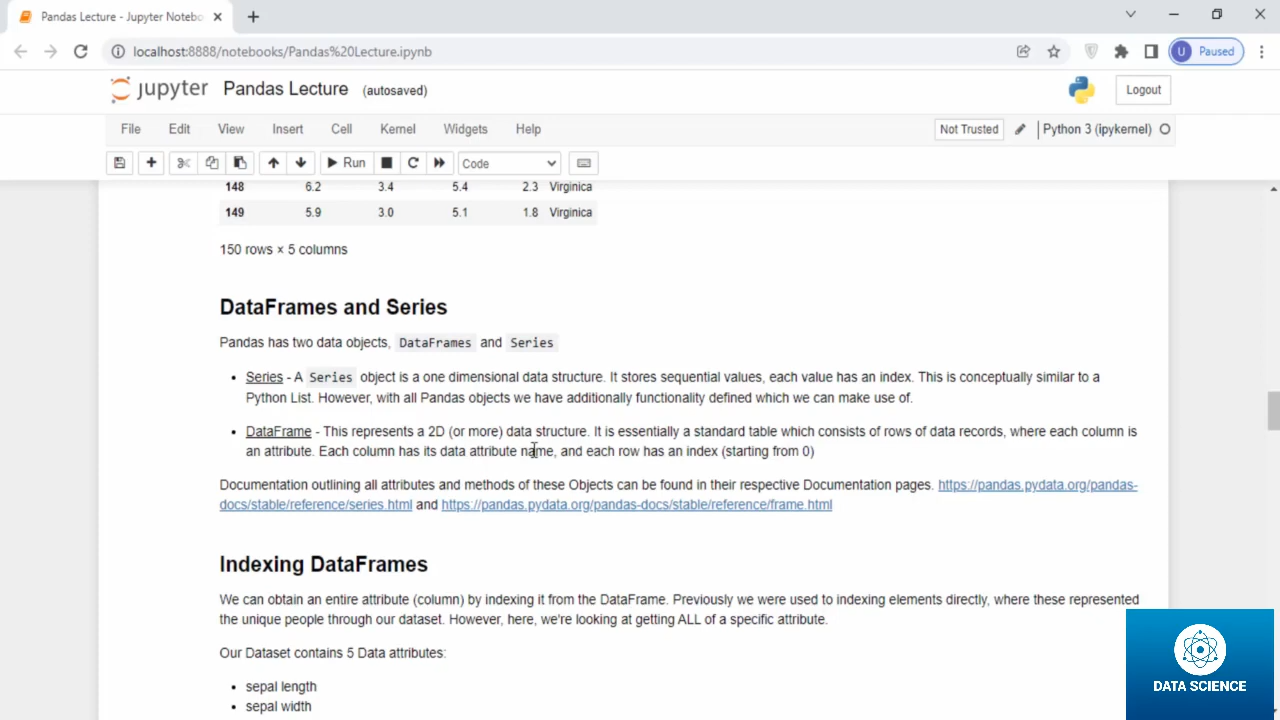 Pandas Lecture - Jupyter Notebo
localhost:8888/notebooks/Pandas%20Lecture.ipynb
U Paused
jupyter Pandas Lecture (autosaved)
Logout
File Edit View Insert Cell Kernel Widgets Help
Not Trusted Python 3 (ipykernel)
Run Code
148 6.2 3.4 5.4 2.3 Virginica
149 5.9 3.0 5.1 1.8 Virginica
150 rows × 5 columns
DataFrames and Series
Pandas has two data objects, DataFrames and Series
Series - A Series object is a one dimensional data structure. It stores sequential values, each value has an index. This is conceptually similar to a
Python List. However, with all Pandas objects we have additionally functionality defined which we can make use of.
DataFrame - This represents a 2D (or more) data structure. It is essentially a standard table which consists of rows of data records, where each column is
an attribute. Each column has its data attribute name, and each row has an index (starting from 0)
Documentation outlining all attributes and methods of these Objects can be found in their respective Documentation pages. https://pandas.pydata.org/pandas-
docs/stable/reference/series.html and https://pandas.pydata.org/pandas-docs/stable/reference/frame.html
Indexing DataFrames
We can obtain an entire attribute (column) by indexing it from the DataFrame. Previously we were used to indexing elements directly, where these represented
the unique people through our dataset. However, here, we're looking at getting ALL of a specific attribute.
Our Dataset contains 5 Data attributes:
sepal length
sepal width
DATA SCIENCE